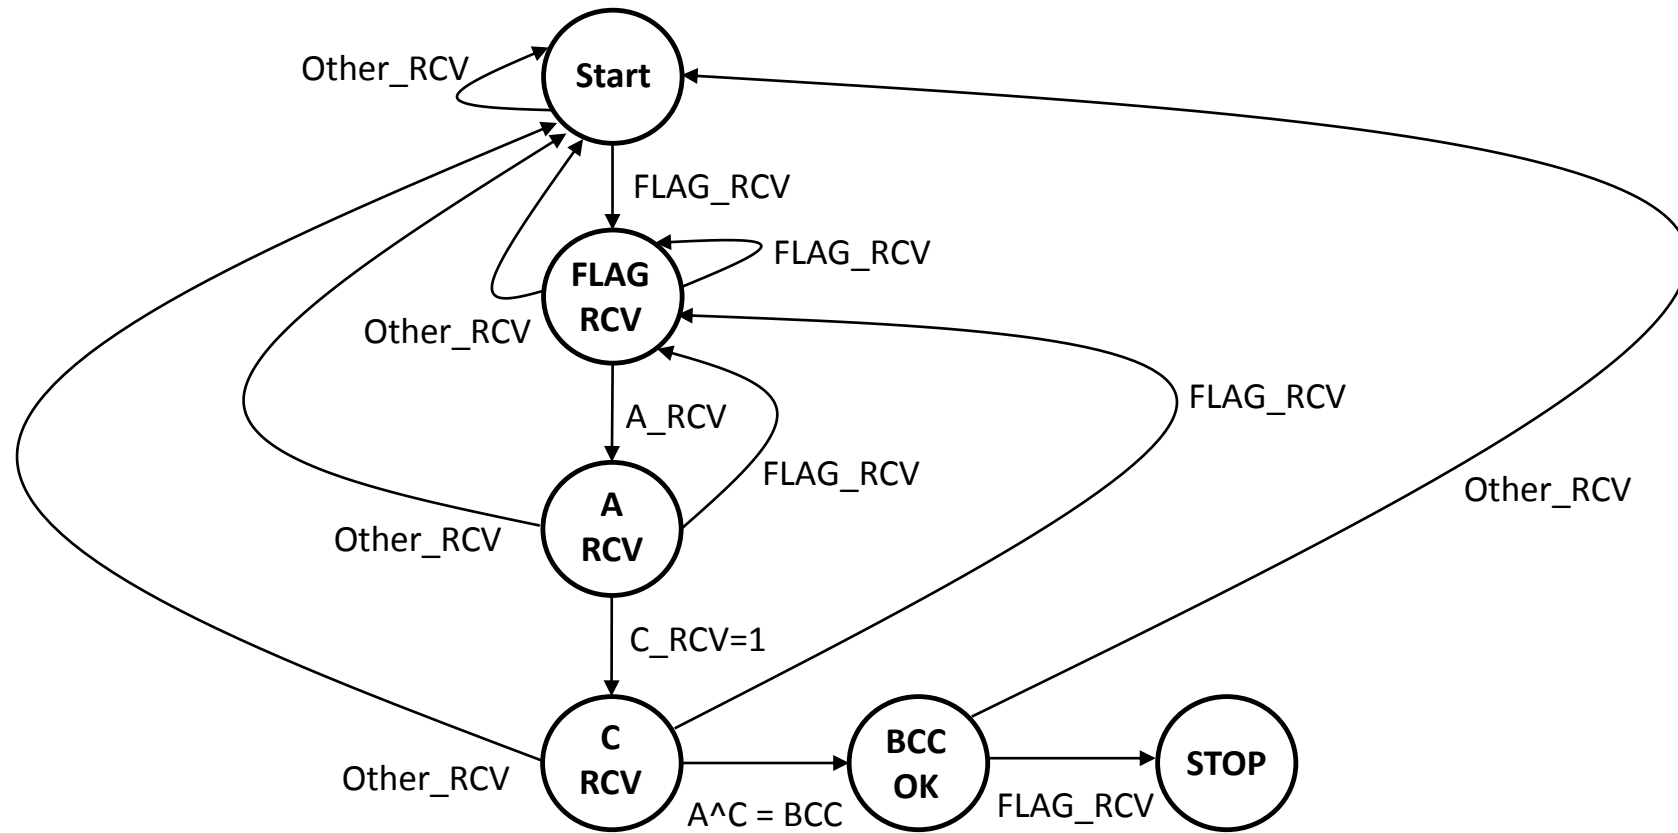 Other_RCV
Start
FLAG_RCV
FLAG_RCV
FLAG
RCV
Other_RCV
FLAG_RCV
A_RCV
FLAG_RCV
Other_RCV
A
RCV
Other_RCV
C_RCV=1
C
RCV
BCC
OK
STOP
Other_RCV
A^C = BCC
FLAG_RCV